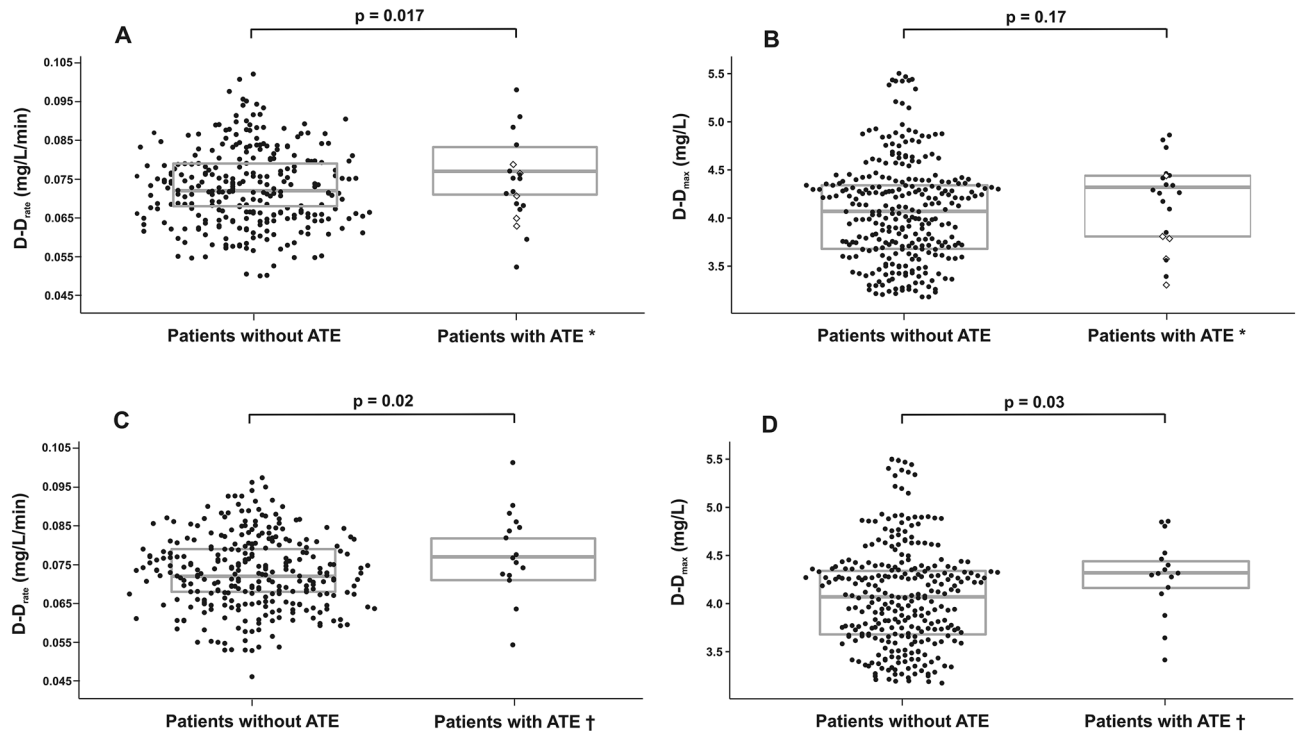 A
p = 0.017
D-Drate (mg/L/min)
0.105
0.095
0.085
0.075
0.065
0.055
0.045
Patients without ATE
Patients with ATE *
B
p = 0.17
D-Dmax (mg/L)
5.5
5.0
4.5
4.0
3.5
Patients without ATE
Patients with ATE *
C
p = 0.02
D-Drate (mg/L/min)
0.105
0.095
0.085
0.075
0.065
0.055
0.045
Patients without ATE
Patients with ATE †
D
p = 0.03
D-Dmax (mg/L)
5.5
5.0
4.5
4.0
3.5
Patients without ATE
Patients with ATE †